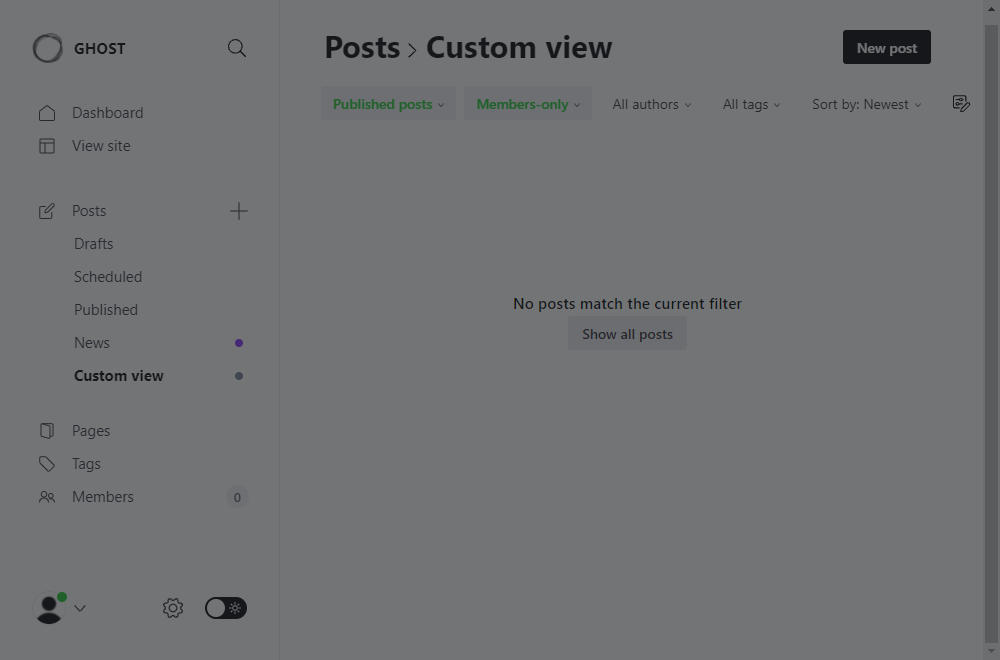 GHOST
Dashboard
View site
Posts
Drafts
Scheduled
Published
News
Custom view
Pages
Tags
Members 0
Posts > Custom view
New post
Published posts Members-only All authors All tags Sort by: Newest
No posts match the current filter
Show all posts